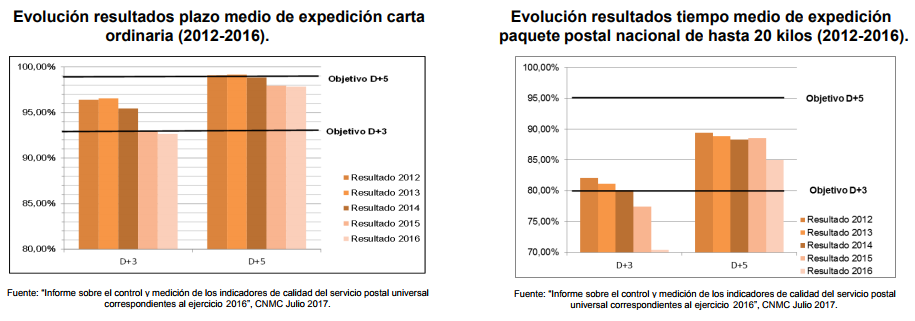 Evolución resultados plazo medio de expedición carta
ordinaria (2012-2016).
100,00%
95,00%
90,00%
85,00%
80,00%
Objetivo D+5
Objetivo D+3
Resultado 2012
Resultado 2013
Resultado 2014
Resultado 2015
Resultado 2016
D+3
D+5
Fuente: "Informe sobre el control y medición de los indicadores de calidad del servicio postal universal
correspondientes al ejercicio 2016", CNMC Julio 2017.
Evolución resultados tiempo medio de expedición
paquete postal nacional de hasta 20 kilos (2012-2016).
100,00%
95,00%
90,00%
85,00%
80,00%
75,00%
70,00%
Objetivo D+5
Objetivo D+3
Resultado 2012
Resultado 2013
Resultado 2014
Resultado 2015
Resultado 2016
D+3
D+5
Fuente: "Informe sobre el control y medición de los indicadores de calidad del servicio postal
universal correspondientes al ejercicio 2016", CNMC Julio 2017.